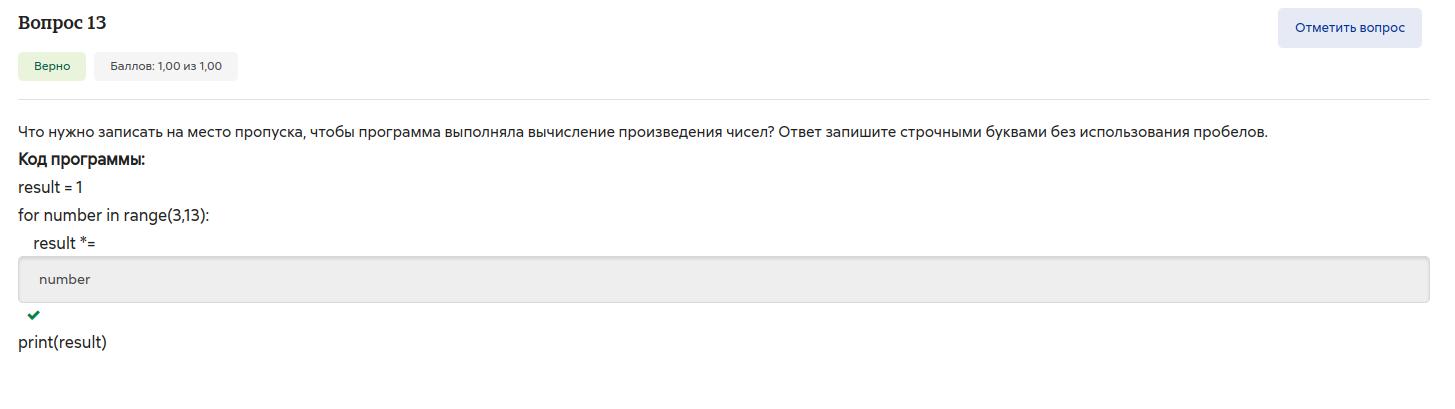 Вопрос 13
Отметить вопрос
Верно
Баллов: 1,00 из 1,00
Что нужно записать на место пропуска, чтобы программа выполняла вычисление произведения чисел? Ответ запишите строчными буквами без использования пробелов.
Код программы:
result = 1
for number in range(3,13):
result *=
number
print(result)